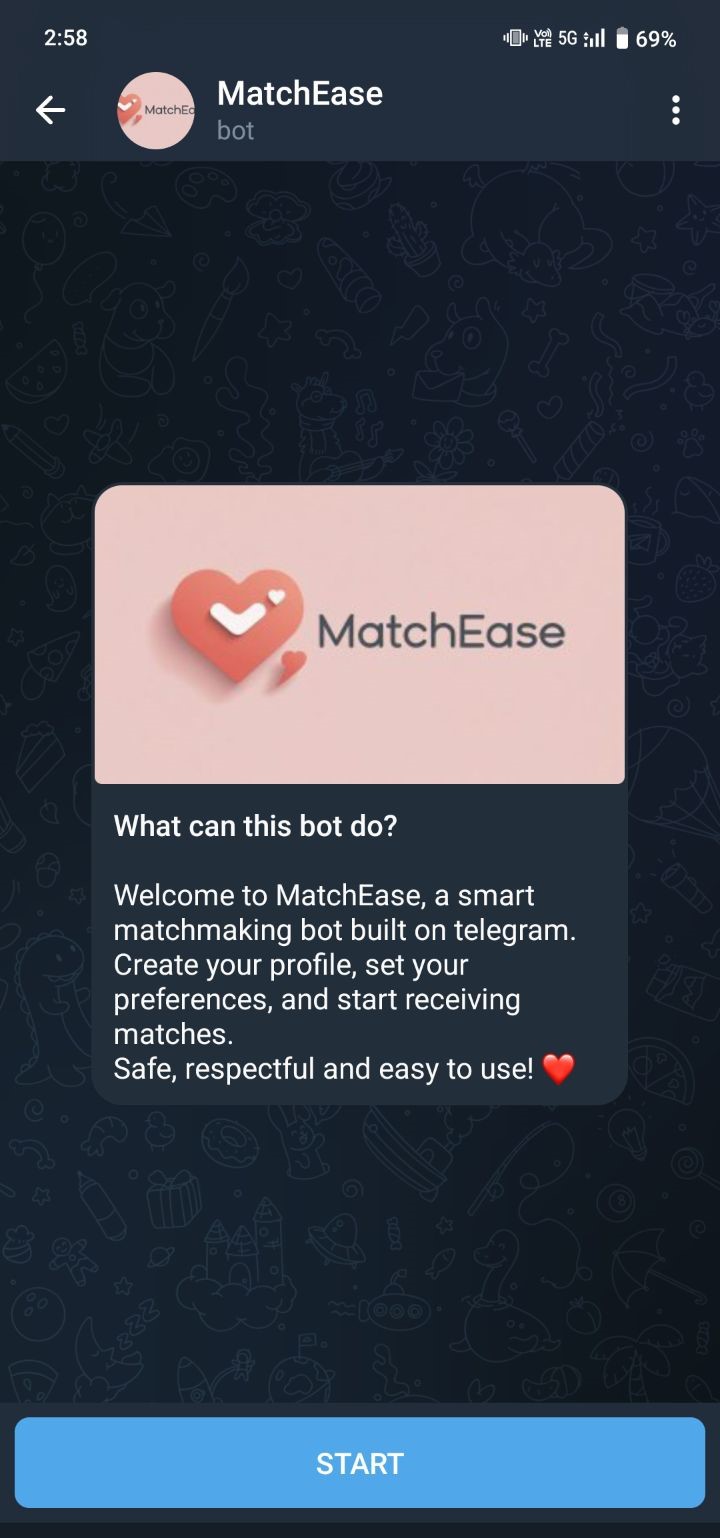 2:58
Vo) LTE 5G 69%
MatchEase
bot
MatchEa
MatchEase
What can this bot do?
Welcome to MatchEase, a smart
matchmaking bot built on telegram.
Create your profile, set your
preferences, and start receiving
matches.
Safe, respectful and easy to use! ❤️
START